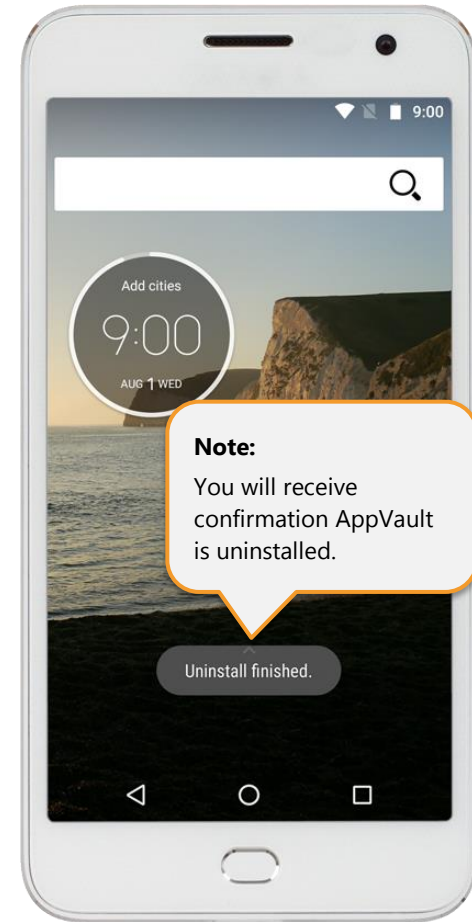 9:00
Add cities
9:00
AUG 1 WED
Note:
You will receive
confirmation AppVault
is uninstalled.
Uninstall finished.